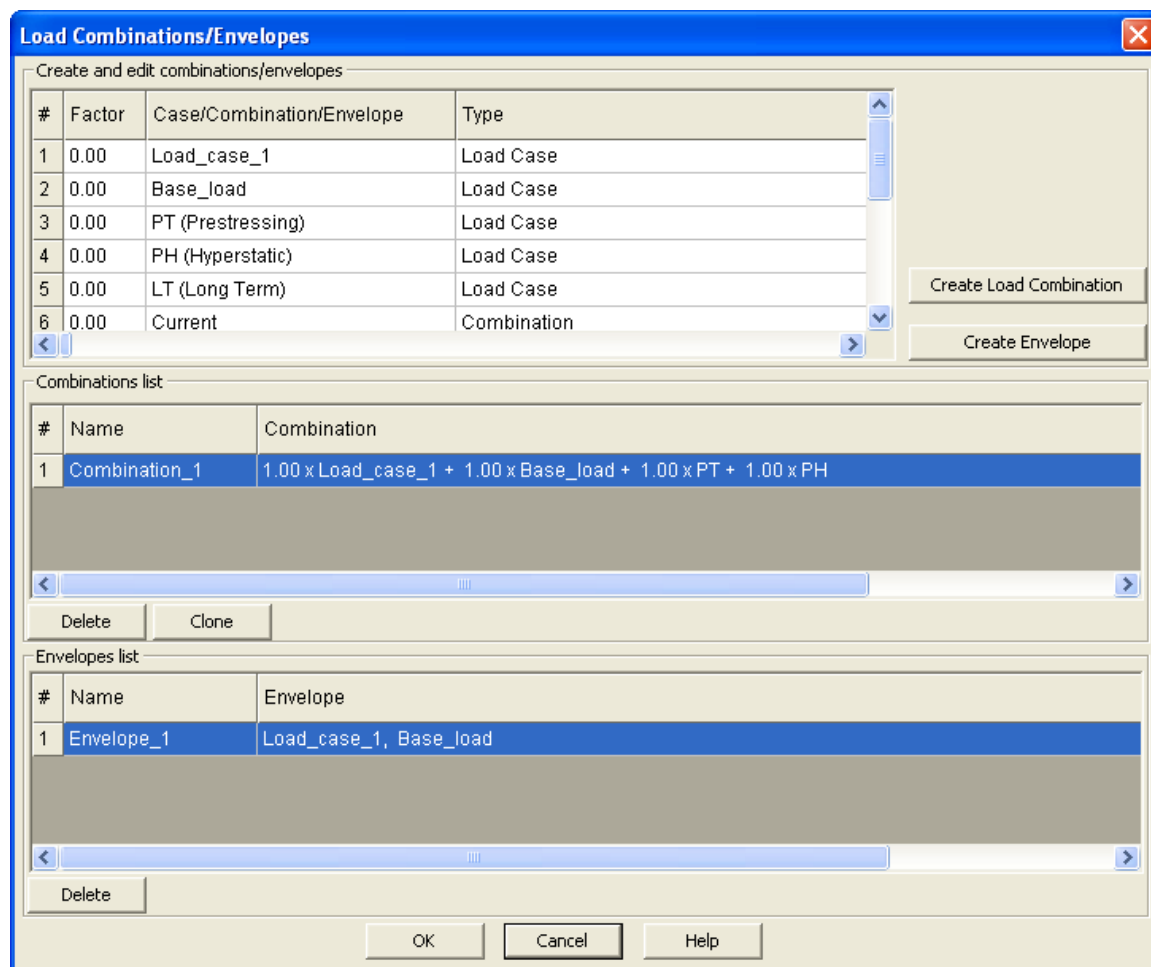 Load Combinations/Envelopes
Create and edit combinations/envelopes
# Factor Case/Combination/Envelope Type
1 0.00 Load_case_1 Load Case
2 0.00 Base_load Load Case
3 0.00 PT (Prestressing) Load Case
4 0.00 PH (Hyperstatic) Load Case
5 0.00 LT (Long Term) Load Case
6 0.00 Current Combination
Create Load Combination
Create Envelope
Combinations list
# Name Combination
1 Combination_1 1.00 x Load_case_1 + 1.00 x Base_load + 1.00 x PT + 1.00 x PH
Delete Clone
Envelopes list
# Name Envelope
1 Envelope_1 Load_case_1, Base_load
Delete
OK Cancel Help